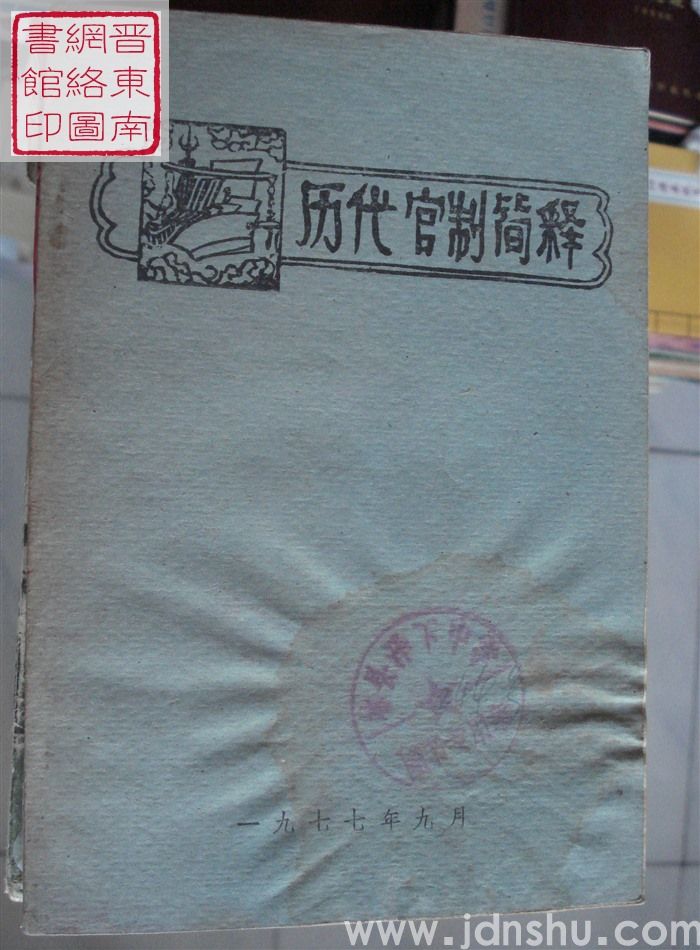 晋東南
網絡圖
書館印
历代官制简释
一九七七年九月
www.jdnshu.com